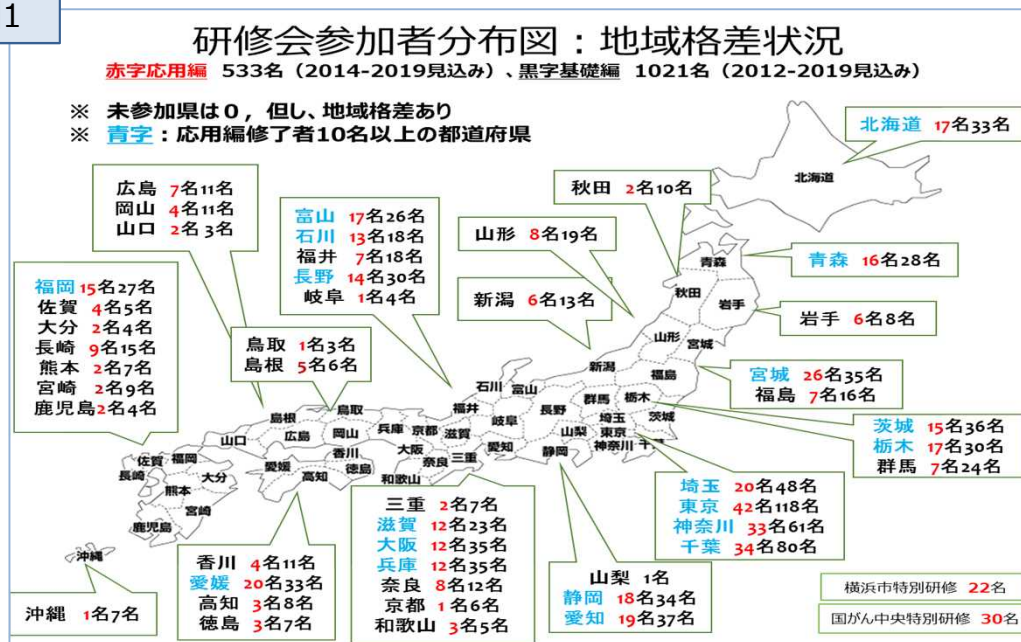 1
研修会参加者分布図：地域格差状況
赤字応用編 533名（2014-2019見込み）、黒字基礎編 1021名（2012-2019見込み）
※ 未参加県は０，但し、地域格差あり
※ 青字：応用編修了者10名以上の都道府県
北海道 17名33名
北海道
広島 7名11名
岡山 4名11名
山口 2名 3名
富山 17名26名
石川 13名18名
福井 7名18名
長野 14名30名
岐阜 1名4名
秋田 2名10名
山形 8名19名
新潟 6名13名
青森 16名28名
岩手 6名8名
宮城 26名35名
福島 7名16名
茨城 15名36名
栃木 17名30名
群馬 7名24名
福岡 15名27名
佐賀 4名5名
大分 2名4名
長崎 9名15名
熊本 2名7名
宮崎 2名9名
鹿児島2名4名
鳥取 1名3名
島根 5名6名
青森
秋田
岩手
山形
宮城
新潟
福島
石川
富山
群馬
栃木
福井
岐阜
長野
埼玉
茨城
島根
鳥取
兵庫
京都
滋賀
山梨
東京
山口
広島
岡山
大阪
奈良
三重
愛知
静岡
神奈川
千葉
香川
徳島
愛媛
高知
和歌山
佐賀
福岡
長崎
大分
熊本
宮崎
鹿児島
沖縄
埼玉 20名48名
東京 42名118名
神奈川 33名61名
千葉 34名80名
三重 2名7名
滋賀 12名23名
大阪 12名35名
兵庫 12名35名
奈良 8名12名
京都 1名6名
和歌山 3名5名
香川 4名11名
愛媛 20名33名
高知 3名8名
徳島 3名7名
山梨 1名
静岡 18名34名
愛知 19名37名
沖縄 1名7名
横浜市特別研修 22名
国がん中央特別研修 30名